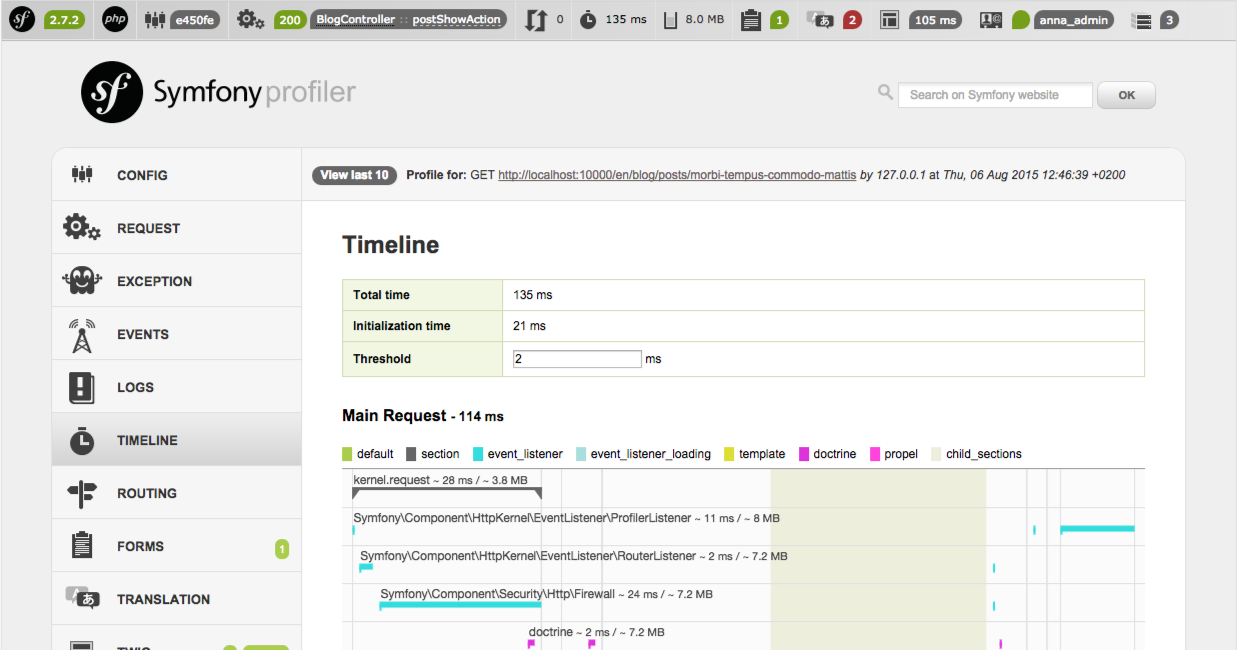 sf 2.7.2 php e450fe 200 BlogController :: postShowAction 0 135 ms 8.0 MB 1 あ 2 105 ms anna_admin 3
sf Symfony profiler
Search on Symfony website OK
CONFIG
REQUEST
EXCEPTION
EVENTS
LOGS
TIMELINE
ROUTING
FORMS 1
あ TRANSLATION
TWIG
View last 10 Profile for: GET http://localhost:10000/en/blog/posts/morbi-tempus-commodo-mattis by 127.0.0.1 at Thu, 06 Aug 2015 12:46:39 +0200
Timeline
Total time 135 ms
Initialization time 21 ms
Threshold 2 ms
Main Request - 114 ms
default section event_listener event_listener_loading template doctrine propel child_sections
kernel.request ~ 28 ms / ~ 3.8 MB
Symfony\Component\HttpKernel\EventListener\ProfilerListener ~ 11 ms / ~ 8 MB
Symfony\Component\HttpKernel\EventListener\RouterListener ~ 2 ms / ~ 7.2 MB
Symfony\Component\Security\Http\Firewall ~ 24 ms / ~ 7.2 MB
doctrine ~ 2 ms / ~ 7.2 MB